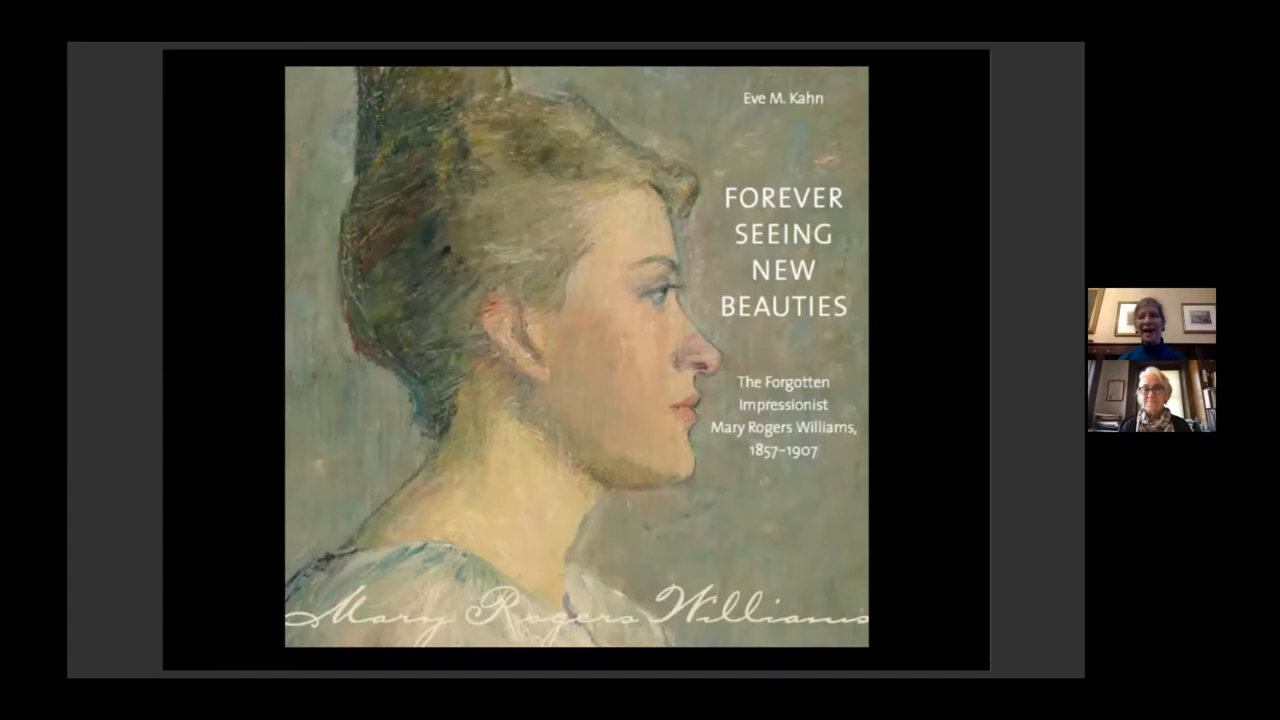 Eve M. Kahn
FOREVER
SEEING
NEW
BEAUTIES
The Forgotten
Impressionist
Mary Rogers Williams,
1857–1907
Mary Rogers Williams